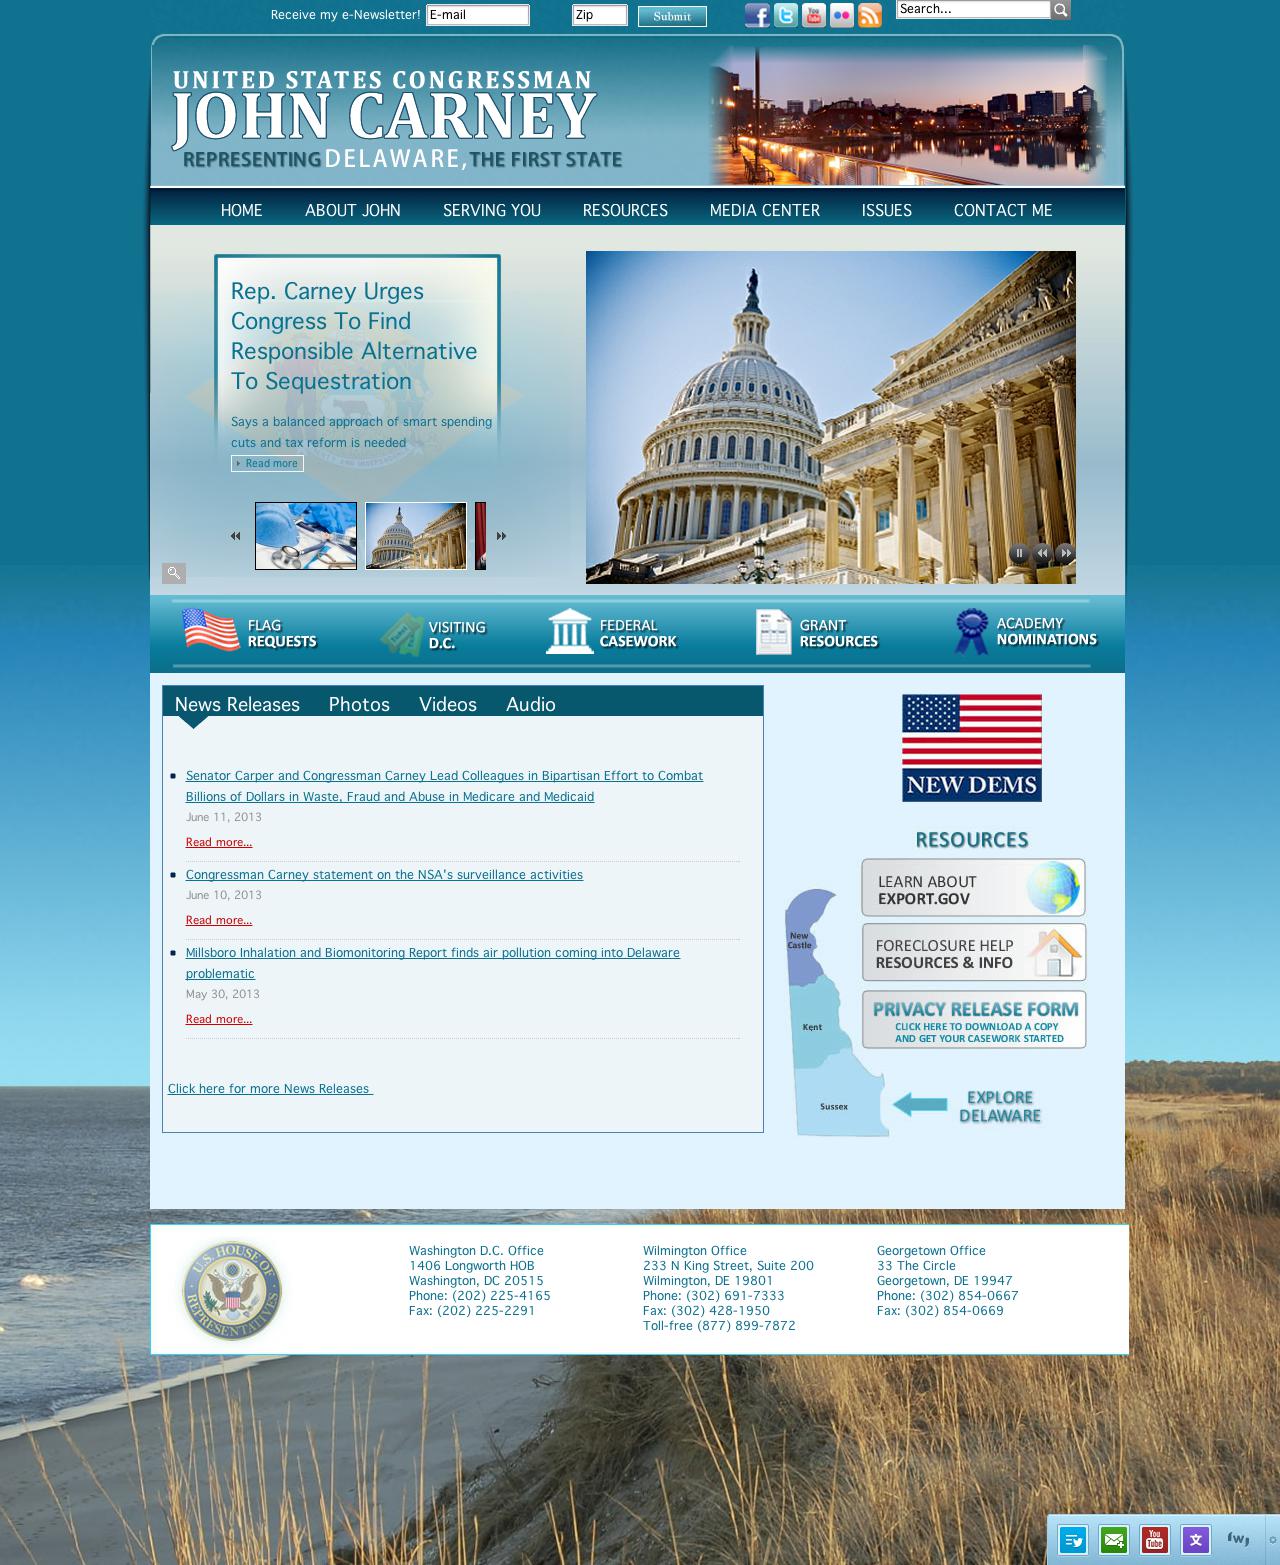 Receive my e-Newsletter! E-mail Zip Submit Search...
UNITED STATES CONGRESSMAN
JOHN CARNEY
REPRESENTING DELAWARE, THE FIRST STATE
HOME ABOUT JOHN SERVING YOU RESOURCES MEDIA CENTER ISSUES CONTACT ME
Rep. Carney Urges
Congress To Find
Responsible Alternative
To Sequestration
Says a balanced approach of smart spending
cuts and tax reform is needed
Read more
FLAG
REQUESTS
VISITING
D.C.
FEDERAL
CASEWORK
GRANT
RESOURCES
ACADEMY
NOMINATIONS
News Releases Photos Videos Audio
Senator Carper and Congressman Carney Lead Colleagues in Bipartisan Effort to Combat
Billions of Dollars in Waste, Fraud and Abuse in Medicare and Medicaid
June 11, 2013
Read more...
Congressman Carney statement on the NSA's surveillance activities
June 10, 2013
Read more...
Millsboro Inhalation and Biomonitoring Report finds air pollution coming into Delaware
problematic
May 30, 2013
Read more...
Click here for more News Releases
NEW DEMS
RESOURCES
LEARN ABOUT
EXPORT.GOV
FORECLOSURE HELP
RESOURCES & INFO
PRIVACY RELEASE FORM
CLICK HERE TO DOWNLOAD A COPY
AND GET YOUR CASEWORK STARTED
New
Castle
Kent
Sussex
EXPLORE
DELAWARE
U.S. HOUSE OF
REPRESENTATIVES
Washington D.C. Office
1406 Longworth HOB
Washington, DC 20515
Phone: (202) 225-4165
Fax: (202) 225-2291
Wilmington Office
233 N King Street, Suite 200
Wilmington, DE 19801
Phone: (302) 691-7333
Fax: (302) 428-1950
Toll-free (877) 899-7872
Georgetown Office
33 The Circle
Georgetown, DE 19947
Phone: (302) 854-0667
Fax: (302) 854-0669
You
Tube
文